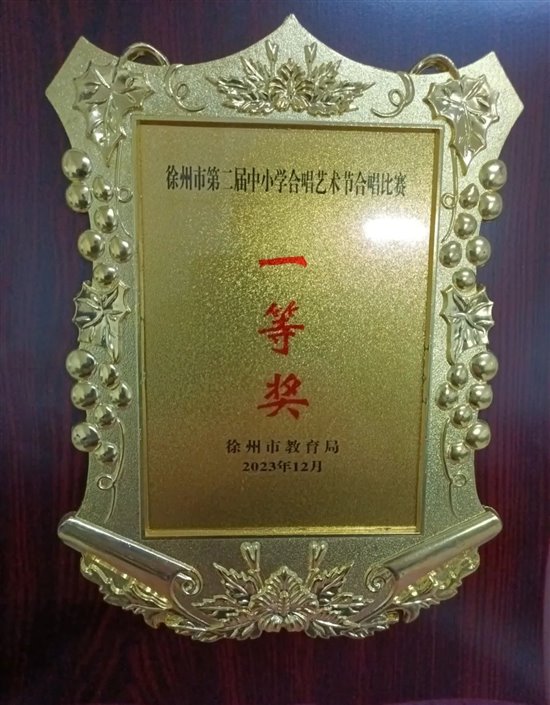 徐州市第二届中小学合唱艺术节合唱比赛
一
等
奖
徐州市教育局
2023年12月